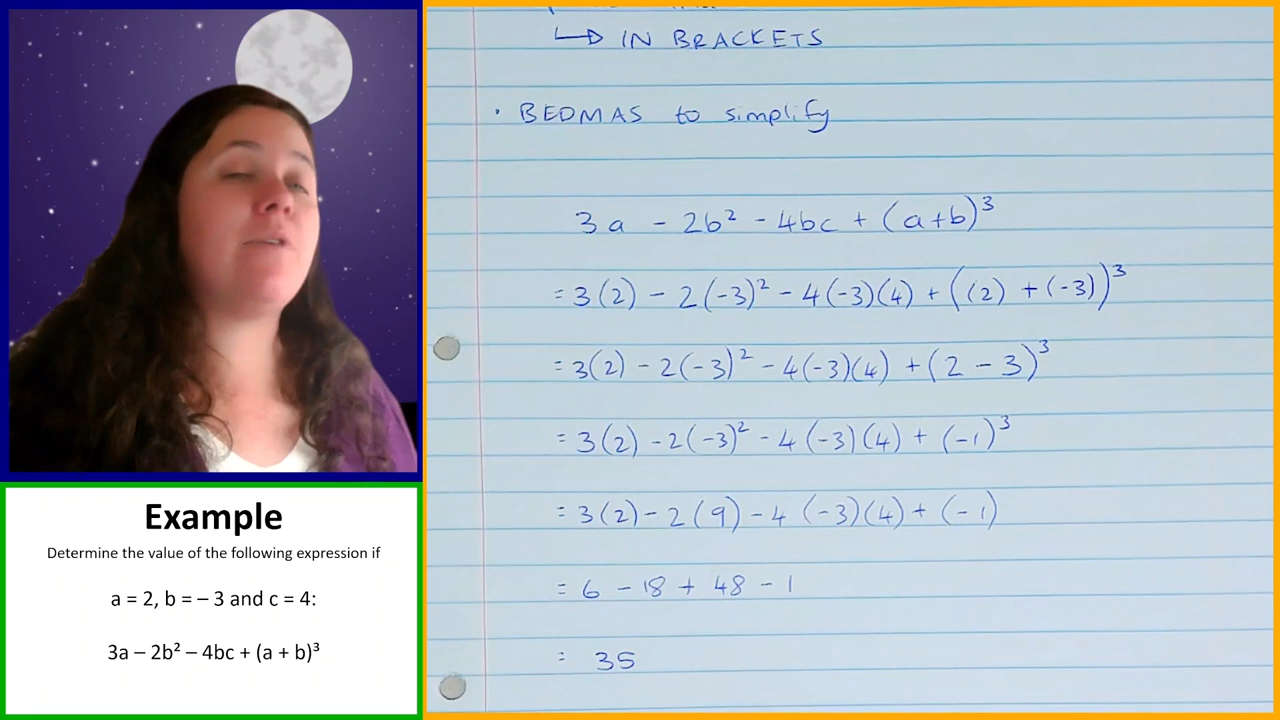 ↳ IN BRACKETS
· BEDMAS to simplify
3a - 2b² - 4bc + (a+b)³
= 3(2) - 2(-3)² - 4(-3)(4) + ((2) + (-3))³
= 3(2) - 2(-3)² - 4(-3)(4) + (2 - 3)³
= 3(2) - 2(-3)² - 4(-3)(4) + (-1)³
= 3(2) - 2(9) - 4(-3)(4) + (-1)
= 6 - 18 + 48 - 1
= 35
Example
Determine the value of the following expression if
a = 2, b = – 3 and c = 4:
3a – 2b² – 4bc + (a + b)³